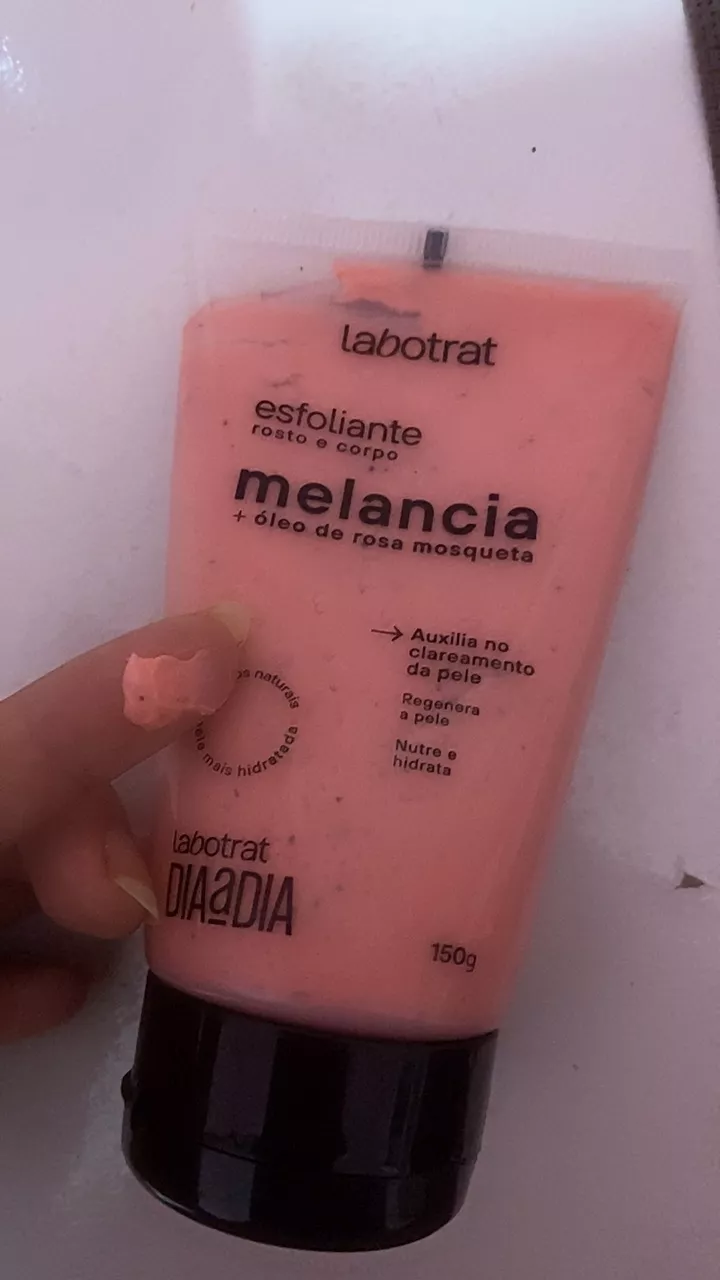 labotrat
esfoliante
rosto e corpo
melancia
+ óleo de rosa mosqueta
→ Auxilia no
clareamento
da pele
Regenera
a pele
Nutre e
hidrata
naturais
mais hidratada
labotrat
DIAaDIA
150g